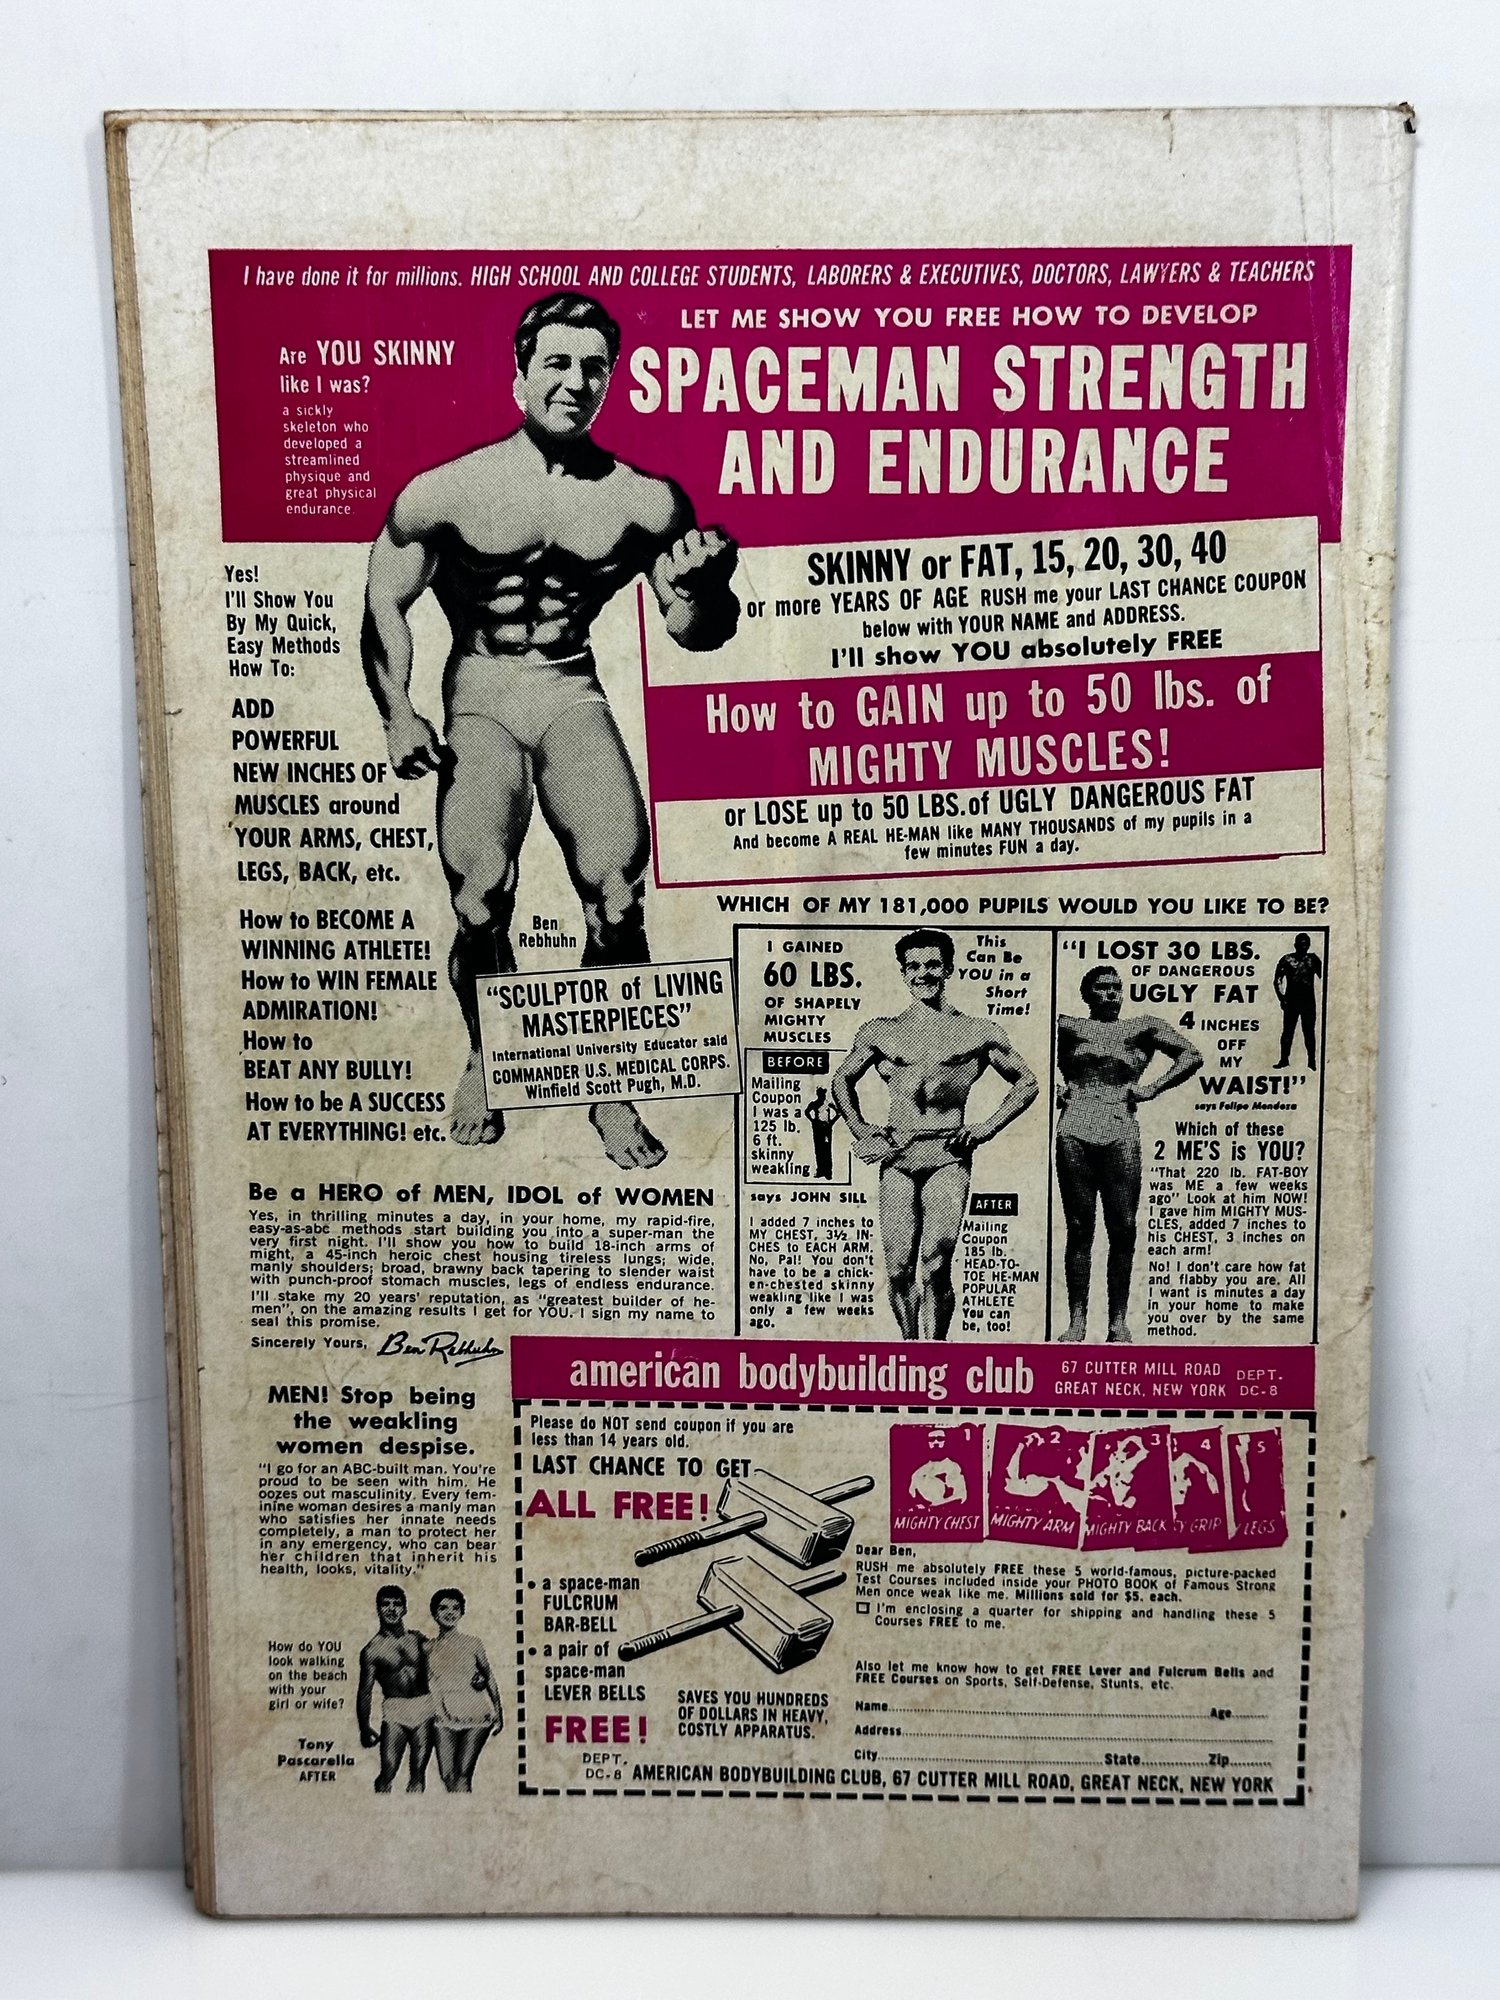 I have done it for millions. HIGH SCHOOL AND COLLEGE STUDENTS, LABORERS & EXECUTIVES, DOCTORS, LAWYERS & TEACHERS
Are YOU SKINNY
like I was?
a sickly
skeleton who
developed a
streamlined
physique and
great physical
endurance.
LET ME SHOW YOU FREE HOW TO DEVELOP
SPACEMAN STRENGTH
AND ENDURANCE
SKINNY or FAT, 15, 20, 30, 40
or more YEARS OF AGE RUSH me your LAST CHANCE COUPON
below with YOUR NAME and ADDRESS.
I'll show YOU absolutely FREE
How to GAIN up to 50 lbs. of
MIGHTY MUSCLES!
or LOSE up to 50 LBS. of UGLY DANGEROUS FAT
And become A REAL HE-MAN like MANY THOUSANDS of my pupils in a
few minutes FUN a day.
Yes!
I'll Show You
By My Quick,
Easy Methods
How To:
ADD
POWERFUL
NEW INCHES OF
MUSCLES around
YOUR ARMS, CHEST,
LEGS, BACK, etc.
How to BECOME A
WINNING ATHLETE!
How to WIN FEMALE
ADMIRATION!
How to
BEAT ANY BULLY!
How to be A SUCCESS
AT EVERYTHING! etc.
Ben
Rebhuhn
"SCULPTOR of LIVING
MASTERPIECES"
International University Educator said
COMMANDER U.S. MEDICAL CORPS.
Winfield Scott Pugh, M.D.
Be a HERO of MEN, IDOL of WOMEN
Yes, in thrilling minutes a day, in your home, my rapid-fire,
easy-as-abc methods start building you into a super-man the
very first night. I'll show you how to build 18-inch arms of
might, a 45-inch heroic chest housing tireless lungs; wide,
manly shoulders; broad, brawny back tapering to slender waist
with punch-proof stomach muscles, legs of endless endurance.
I'll stake my 20 years' reputation, as "greatest builder of he-
men", on the amazing results I get for YOU. I sign my name to
seal this promise.
Sincerely Yours, Ben Rebhuhn
WHICH OF MY 181,000 PUPILS WOULD YOU LIKE TO BE?
I GAINED
60 LBS.
OF SHAPELY
MIGHTY
MUSCLES
This
Can Be
YOU in a
Short
Time!
BEFORE
Mailing
Coupon
I was a
125 lb.
6 ft.
skinny
weakling
says JOHN SILL
I added 7 inches to
MY CHEST, 3½ IN-
CHES to EACH ARM.
No, Pal! You don't
have to be a chick-
en-chested skinny
weakling like I was
only a few weeks
ago.
AFTER
Mailing
Coupon
185 lb.
HEAD-TO-
TOE HE-MAN
POPULAR
ATHLETE
You can
be, too!
"I LOST 30 LBS.
OF DANGEROUS
UGLY FAT
4 INCHES
OFF
MY
WAIST!"
says Felipe Mendoza
Which of these
2 ME'S is YOU?
"That 220 lb. FAT-BOY
was ME a few weeks
ago" Look at him NOW!
I gave him MIGHTY MUS-
CLES, added 7 inches to
his CHEST, 3 inches on
each arm!
No! I don't care how fat
and flabby you are. All
I want is minutes a day
in your home to make
you over by the same
method.
american bodybuilding club 67 CUTTER MILL ROAD
GREAT NECK, NEW YORK
DEPT.
DC-8
MEN! Stop being
the weakling
women despise.
"I go for an ABC-built man. You're
proud to be seen with him. He
oozes out masculinity. Every fem-
inine woman desires a manly man
who satisfies her innate needs
completely, a man to protect her
in any emergency, who can bear
her children that inherit his
health, looks, vitality."
How do YOU
look walking
on the beach
with your
girl or wife?
Tony
Pascarella
AFTER
Please do NOT send coupon if you are
less than 14 years old.
LAST CHANCE TO GET
ALL FREE!
• a space-man
FULCRUM
BAR-BELL
• a pair of
space-man
LEVER BELLS
FREE!
SAVES YOU HUNDREDS
OF DOLLARS IN HEAVY,
COSTLY APPARATUS.
1 2 3 4 5
MIGHTY CHEST MIGHTY ARM MIGHTY BACK Y GRIP Y LEGS
Dear Ben,
RUSH me absolutely FREE these 5 world-famous, picture-packed
Test Courses included inside your PHOTO BOOK of Famous Strong
Men once weak like me. Millions sold for $5. each.
☐ I'm enclosing a quarter for shipping and handling these 5
Courses FREE to me.
Also let me know how to get FREE Lever and Fulcrum Bells and
FREE Courses on Sports, Self-Defense, Stunts, etc.
Name Age
Address
City State Zip
DEPT.
DC-8 AMERICAN BODYBUILDING CLUB, 67 CUTTER MILL ROAD, GREAT NECK, NEW YORK